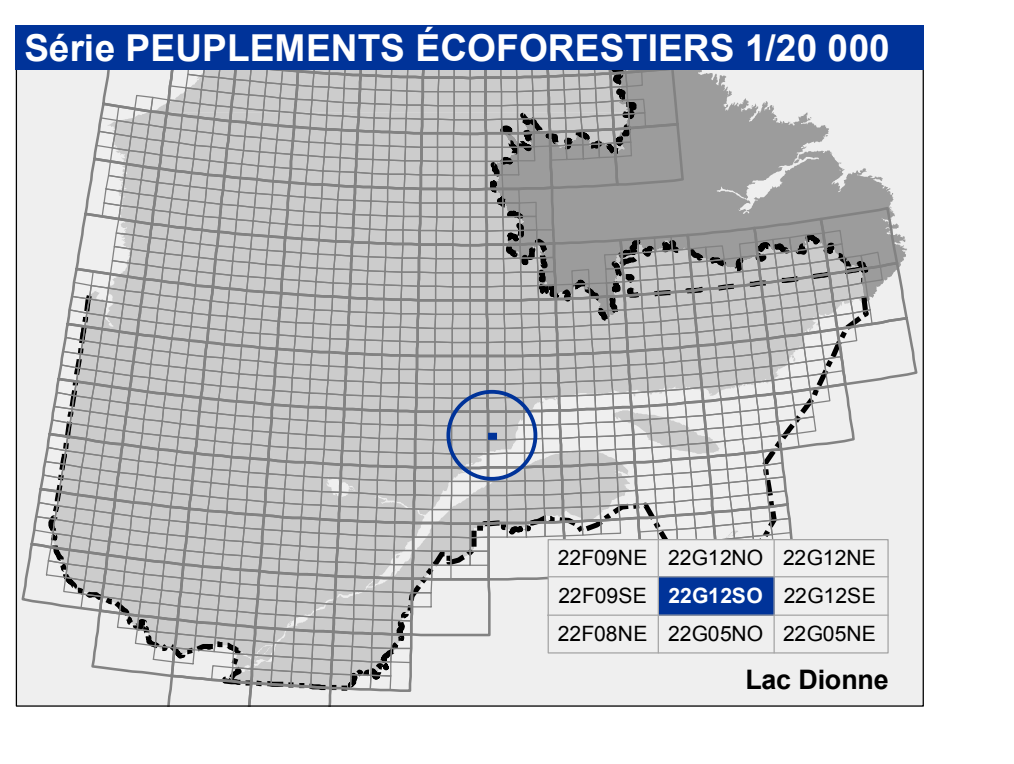 Série PEUPLEMENTS ÉCOFORESTIERS 1/20 000
22F09NE 22G12NO 22G12NE
22F09SE 22G12SO 22G12SE
22F08NE 22G05NO 22G05NE
Lac Dionne